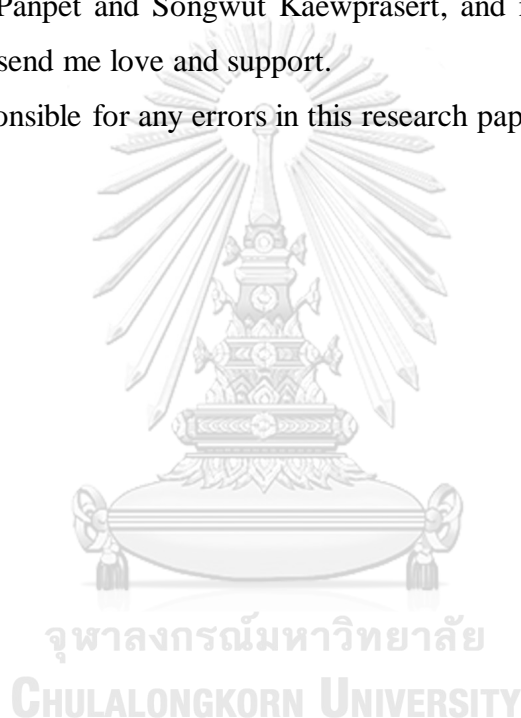 Panpet and Songwut Kaewprasert, and
send me love and support.
onsible for any errors in this research pap
จุฬาลงกรณ์มหาวิทยาลัย
CHULALONGKORN UNIVERSITY